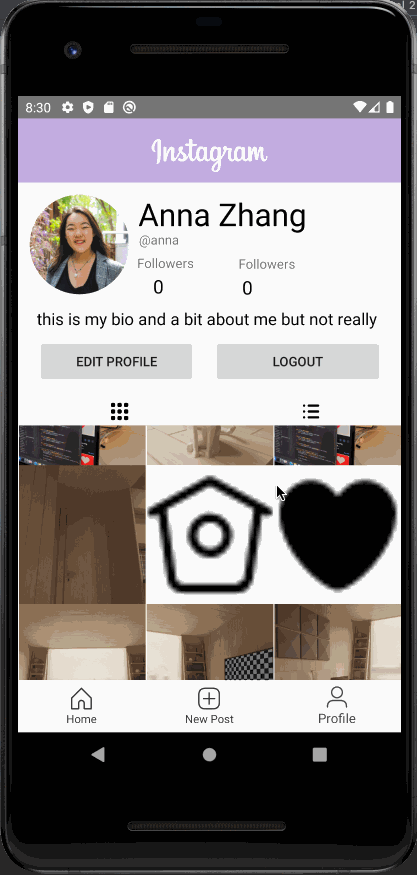 8:30
Instagram
Anna Zhang
@anna
Followers
Followers
0
0
this is my bio and a bit about me but not really
EDIT PROFILE
LOGOUT
Home
New Post
Profile